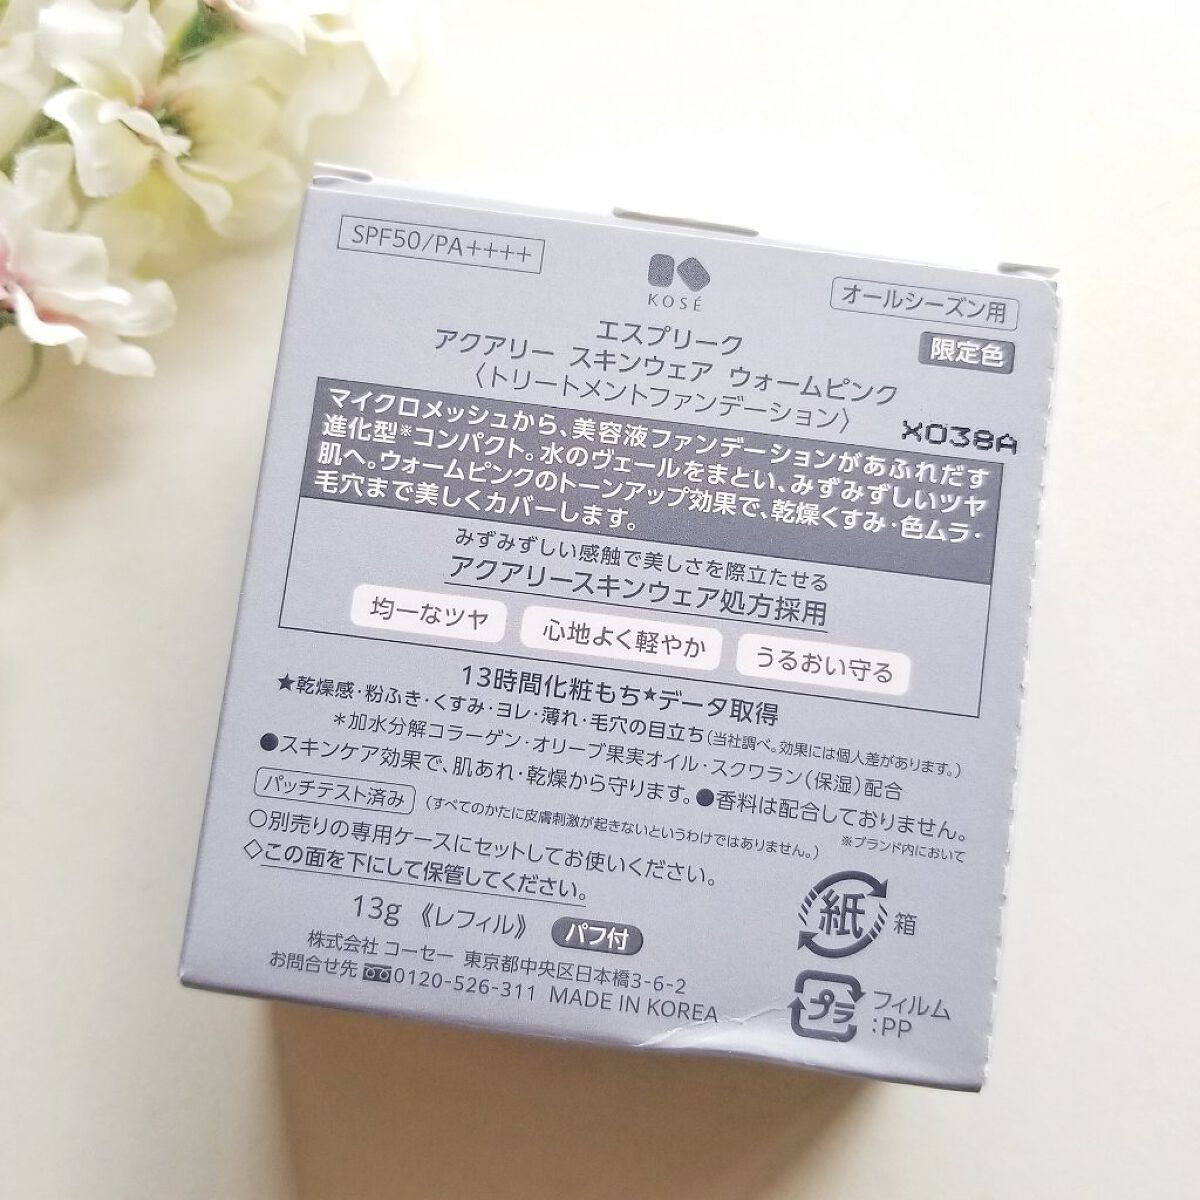 SPF50/PA++++
KOSÉ
オールシーズン用
エスプリーク
限定色
アクアリー スキンウェア ウォームピンク
〈トリートメントファンデーション〉
X038A
マイクロメッシュから、美容液ファンデーションがあふれだす
進化型※コンパクト。水のヴェールをまとい、みずみずしいツヤ
肌へ。ウォームピンクのトーンアップ効果で、乾燥くすみ・色ムラ・
毛穴まで美しくカバーします。
みずみずしい感触で美しさを際立たせる
アクアリースキンウェア処方採用
均一なツヤ
心地よく軽やか
うるおい守る
13時間化粧もち★データ取得
★乾燥感・粉ふき・くすみ・ヨレ・薄れ・毛穴の目立ち(当社調べ。効果には個人差があります。)
＊加水分解コラーゲン・オリーブ果実オイル・スクワラン(保湿)配合
●スキンケア効果で、肌あれ・乾燥から守ります。●香料は配合しておりません。
パッチテスト済み (すべてのかたに皮膚刺激が起きないというわけではありません。)
※ブランド内において
○別売りの専用ケースにセットしてお使いください。
◇この面を下にして保管してください。
13g 《レフィル》 パフ付
株式会社 コーセー 東京都中央区日本橋3-6-2
お問合せ先 0120-526-311 MADE IN KOREA
紙 箱
プラ フィルム
:PP